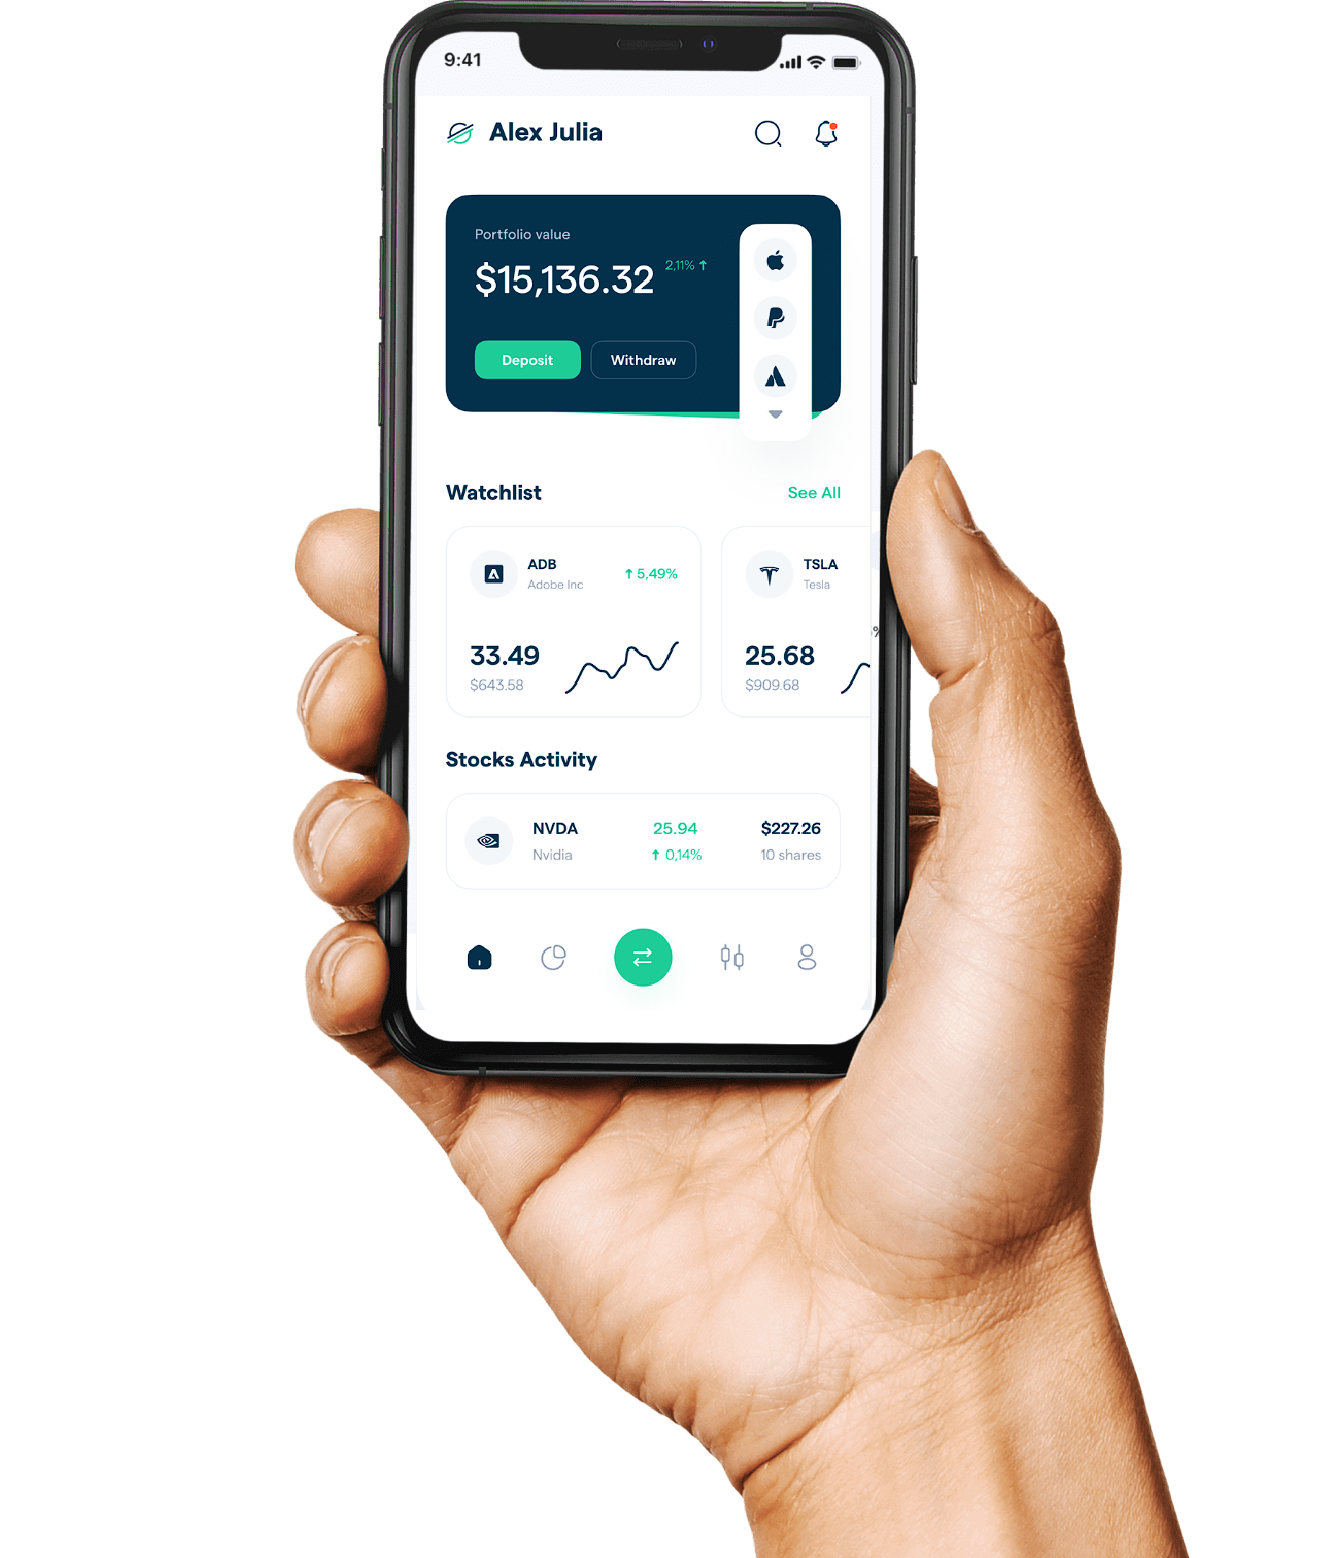 9:41
Alex Julia
Portfolio value
$15,136.32 2,11% ↑
Deposit Withdraw
Watchlist See All
ADB
Adobe Inc
↑ 5,49%
33.49
$643.58
TSLA
Tesla
%
25.68
$909.68
Stocks Activity
NVDA 25.94 $227.26
Nvidia ↑ 0,14% 10 shares